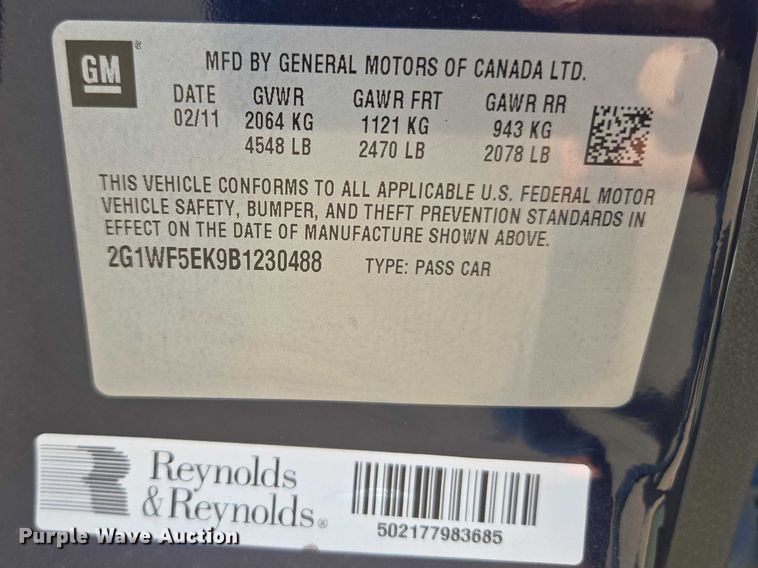 GM®
MFD BY GENERAL MOTORS OF CANADA LTD.
DATE GVWR GAWR FRT GAWR RR
02/11 2064 KG 1121 KG 943 KG
4548 LB 2470 LB 2078 LB
THIS VEHICLE CONFORMS TO ALL APPLICABLE U.S. FEDERAL MOTOR
VEHICLE SAFETY, BUMPER, AND THEFT PREVENTION STANDARDS IN
EFFECT ON THE DATE OF MANUFACTURE SHOWN ABOVE.
2G1WF5EK9B1230488 TYPE: PASS CAR
Reynolds
& Reynolds®
502177983685
Purple Wave Auction